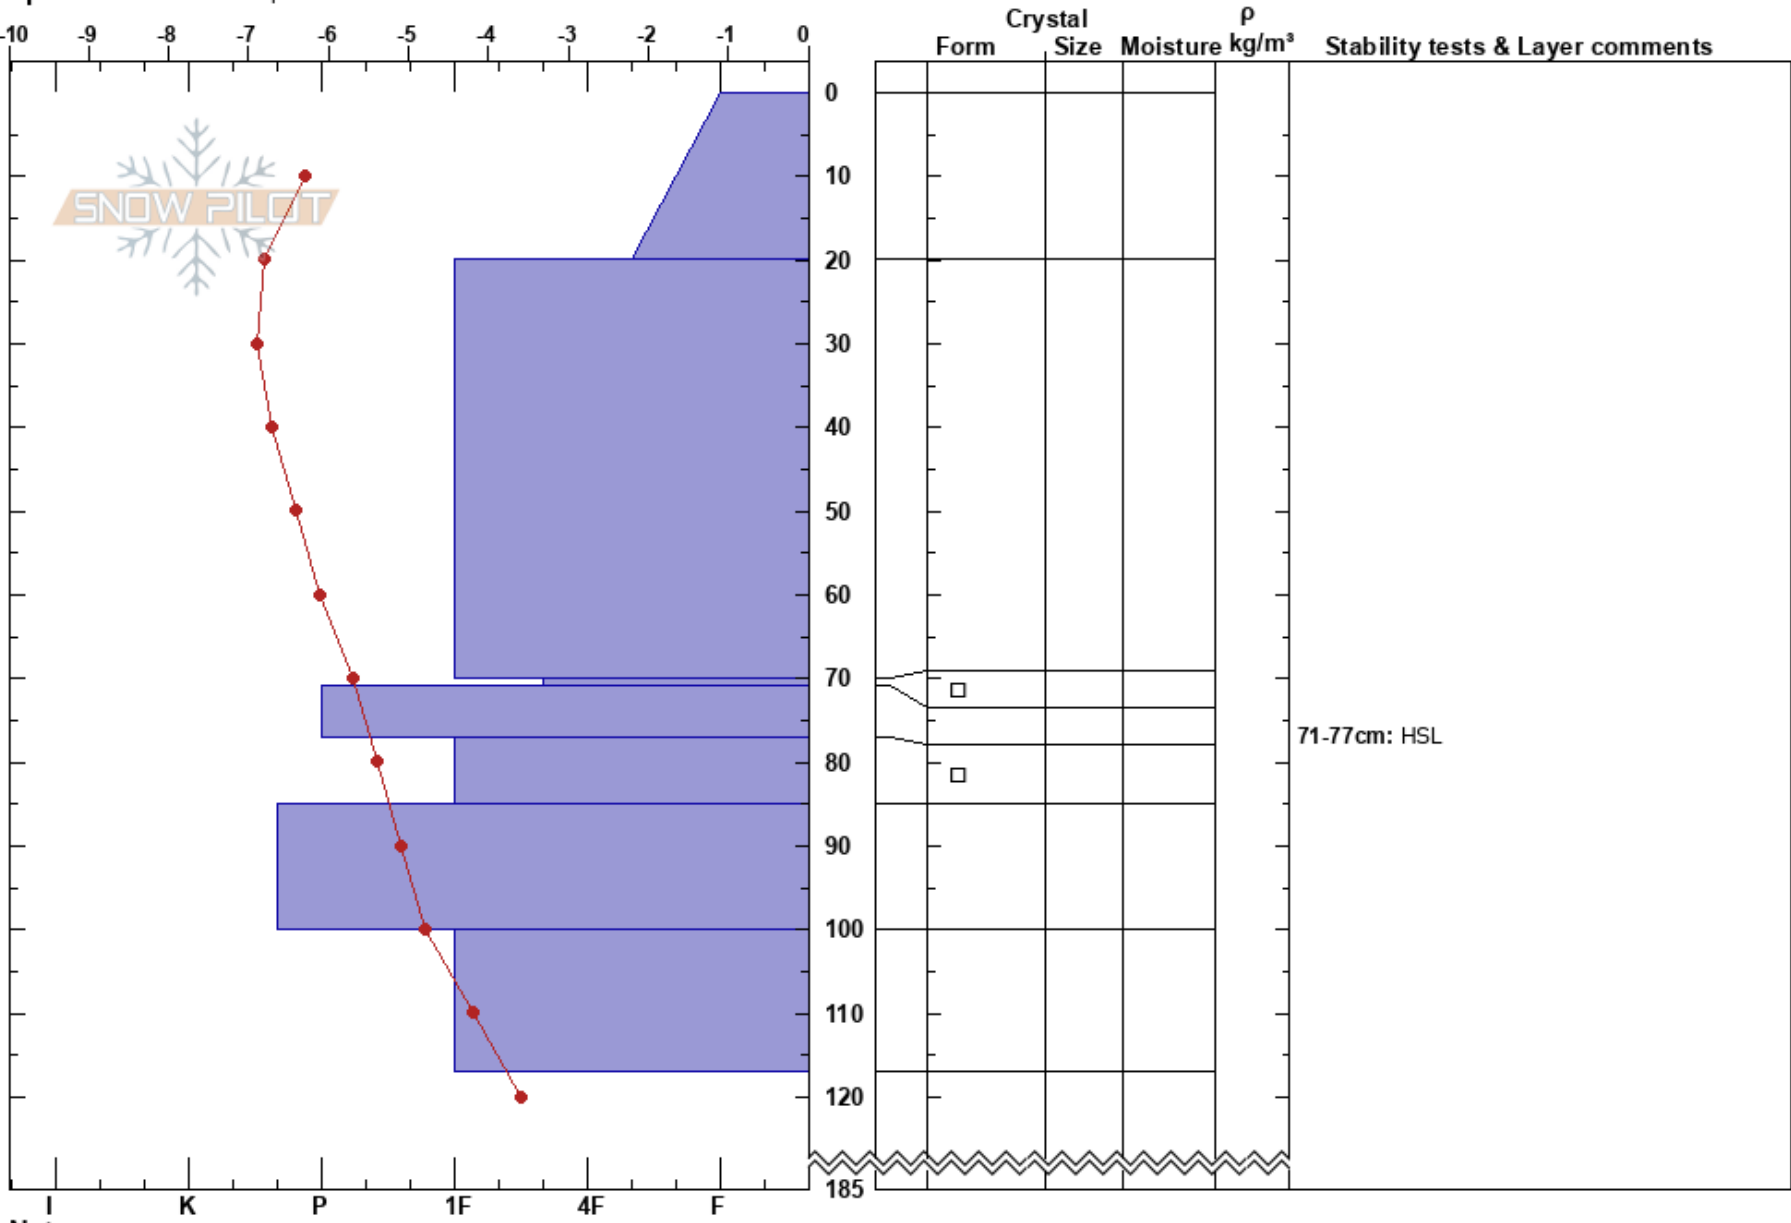 Crystal ρ
-10 -9 -8 -7 -6 -5 -4 -3 -2 -1 0 Form Size Moisture kg/m³ Stability tests & Layer comments
0
SNOW PILOT
10
20
30
40
50
60
70
71-77cm: HSL
80
90
100
110
120
185
I K P 1F 4F F